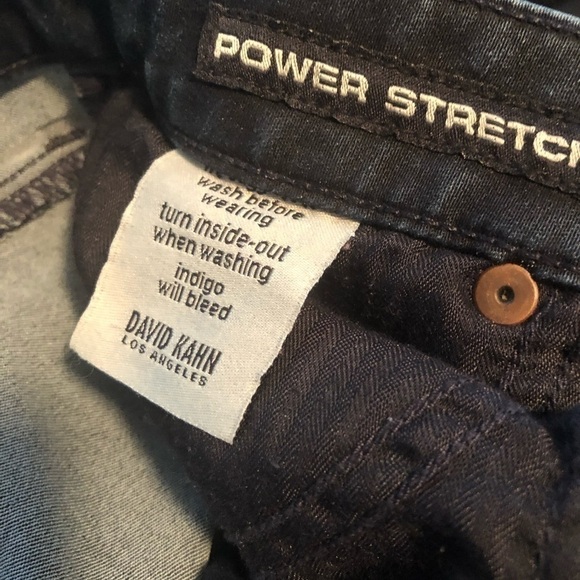 POWER STRETCH
wash before
wearing
turn inside-out
when washing
indigo
will bleed
DAVID KAHN
LOS ANGELES